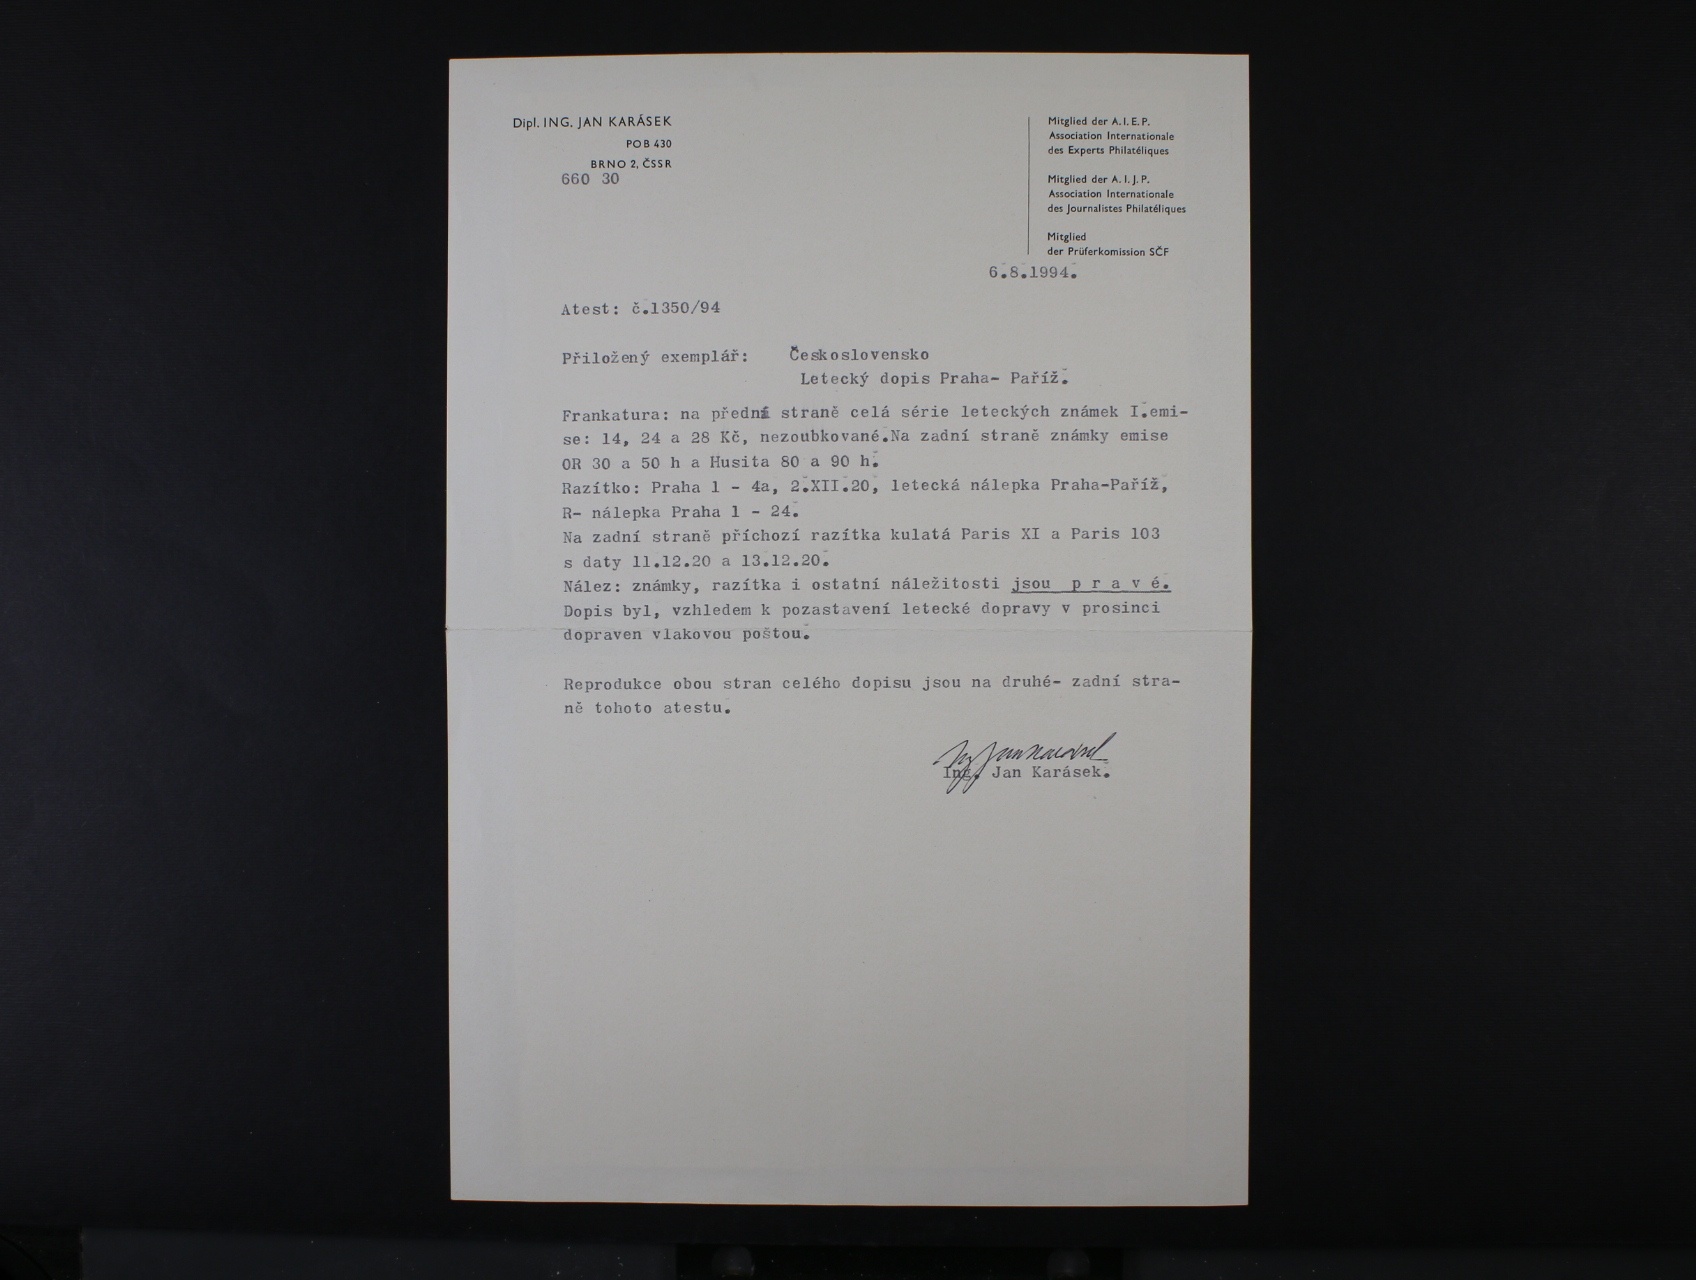 Dipl. ING. JAN KARÁSEK
POB 430
BRNO 2, ČSSR
660 30
Mitglied der A. I. E. P.
Association Internationale
des Experts Philatéliques
Mitglied der A. I. J. P.
Association Internationale
des Journalistes Philatéliques
Mitglied
der Prüferkomission SČF
6.8.1994.
Atest: č.1350/94
Přiložený exemplář: Československo
Letecký dopis Praha- Paříž.
Frankatura: na přední straně celá série leteckých známek I.emi-
se: 14, 24 a 28 Kč, nezoubkované.Na zadní straně známky emise
OR 30 a 50 h a Husita 80 a 90 h.
Razítko: Praha 1 - 4a, 2.XII.20, letecká nálepka Praha-Paříž,
R- nálepka Praha 1 - 24.
Na zadní straně příchozí razítka kulatá Paris XI a Paris 103
s daty 11.12.20 a 13.12.20.
Nález: známky, razítka i ostatní náležitosti jsou p r a v é.
Dopis byl, vzhledem k pozastavení letecké dopravy v prosinci
dopraven vlakovou poštou.
Reprodukce obou stran celého dopisu jsou na druhé- zadní stra-
ně tohoto atestu.
Ing. Jan Karásek.